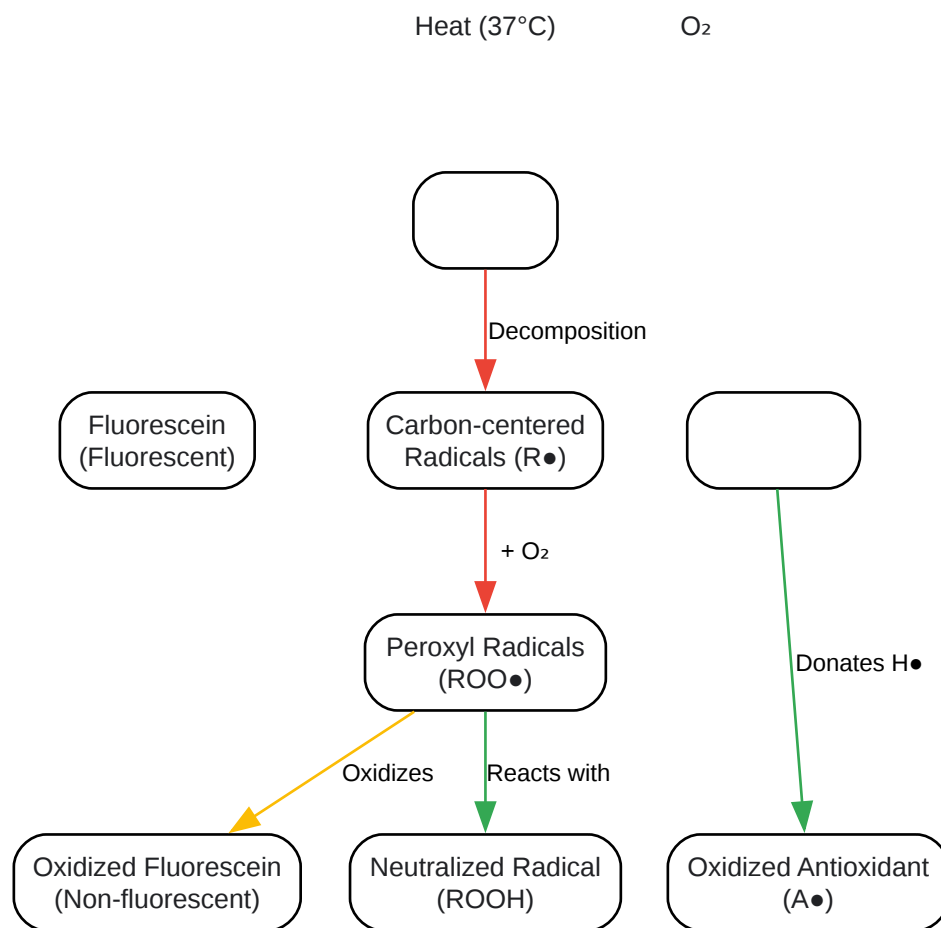 Heat (37°C)
O₂
Decomposition
Fluorescein
(Fluorescent)
Carbon-centered
Radicals (R●)
+ O₂
Peroxyl Radicals
(ROO●)
Donates H●
Oxidizes
Reacts with
Oxidized Fluorescein
(Non-fluorescent)
Neutralized Radical
(ROOH)
Oxidized Antioxidant
(A●)